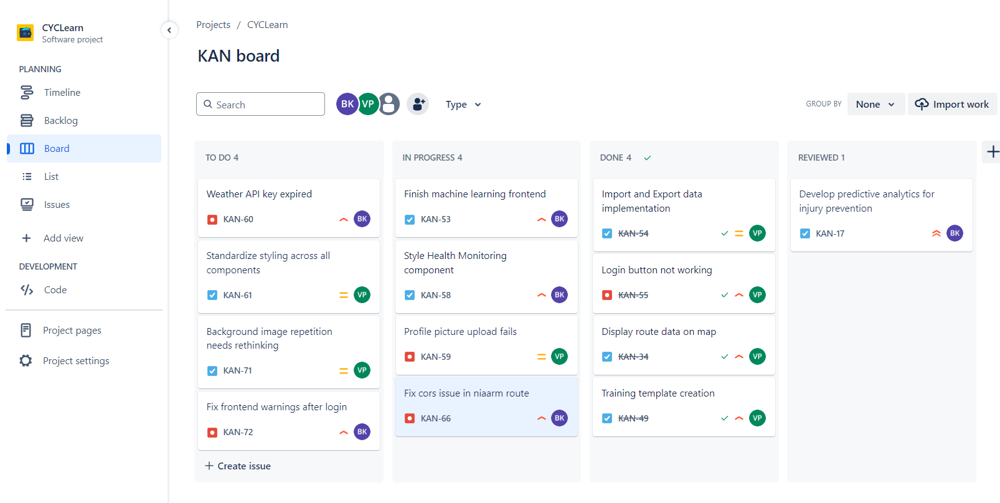 CYCLearn
Software project
PLANNING
Timeline
Backlog
Board
List
Issues
Add view
DEVELOPMENT
Code
Project pages
Project settings
Projects / CYCLearn
KAN board
Search
BK VP
Type
GROUP BY
None
Import work
TO DO 4
Weather API key expired
KAN-60
BK
Standardize styling across all
components
KAN-61
VP
Background image repetition
needs rethinking
KAN-71
VP
Fix frontend warnings after login
KAN-72
BK
Create issue
IN PROGRESS 4
Finish machine learning frontend
KAN-53
BK
Style Health Monitoring
component
KAN-58
BK
Profile picture upload fails
KAN-59
VP
Fix cors issue in niaarm route
KAN-66
BK
DONE 4
Import and Export data
implementation
KAN-54
VP
Login button not working
KAN-55
VP
Display route data on map
KAN-34
VP
Training template creation
KAN-49
VP
REVIEWED 1
Develop predictive analytics for
injury prevention
KAN-17
BK